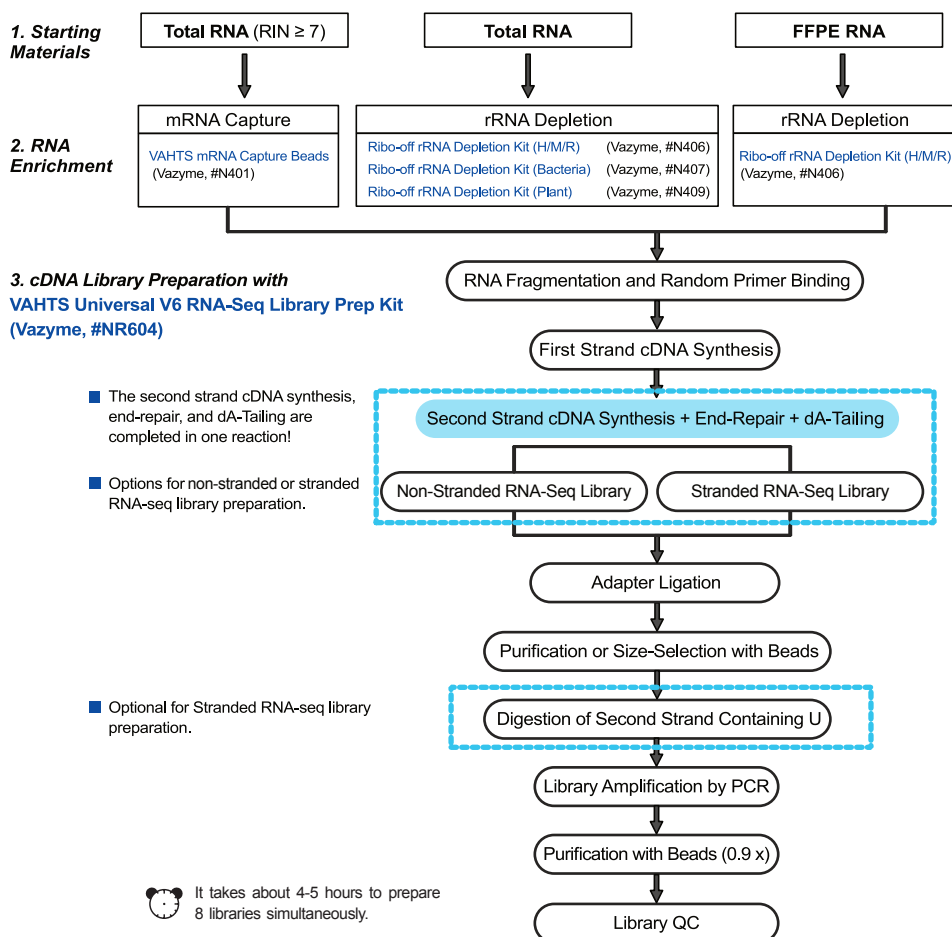 1. Starting
Materials
Total RNA (RIN ≥ 7)
Total RNA
FFPE RNA
2. RNA
Enrichment
mRNA Capture
VAHTS mRNA Capture Beads
(Vazyme, #N401)
rRNA Depletion
Ribo-off rRNA Depletion Kit (H/M/R) (Vazyme, #N406)
Ribo-off rRNA Depletion Kit (Bacteria) (Vazyme, #N407)
Ribo-off rRNA Depletion Kit (Plant) (Vazyme, #N409)
rRNA Depletion
Ribo-off rRNA Depletion Kit (H/M/R)
(Vazyme, #N406)
3. cDNA Library Preparation with
VAHTS Universal V6 RNA-Seq Library Prep Kit
(Vazyme, #NR604)
RNA Fragmentation and Random Primer Binding
First Strand cDNA Synthesis
The second strand cDNA synthesis,
end-repair, and dA-Tailing are
completed in one reaction!
Second Strand cDNA Synthesis + End-Repair + dA-Tailing
Options for non-stranded or stranded
RNA-seq library preparation.
Non-Stranded RNA-Seq Library
Stranded RNA-Seq Library
Adapter Ligation
Purification or Size-Selection with Beads
Optional for Stranded RNA-seq library
preparation.
Digestion of Second Strand Containing U
Library Amplification by PCR
Purification with Beads (0.9 x)
It takes about 4-5 hours to prepare
8 libraries simultaneously.
Library QC